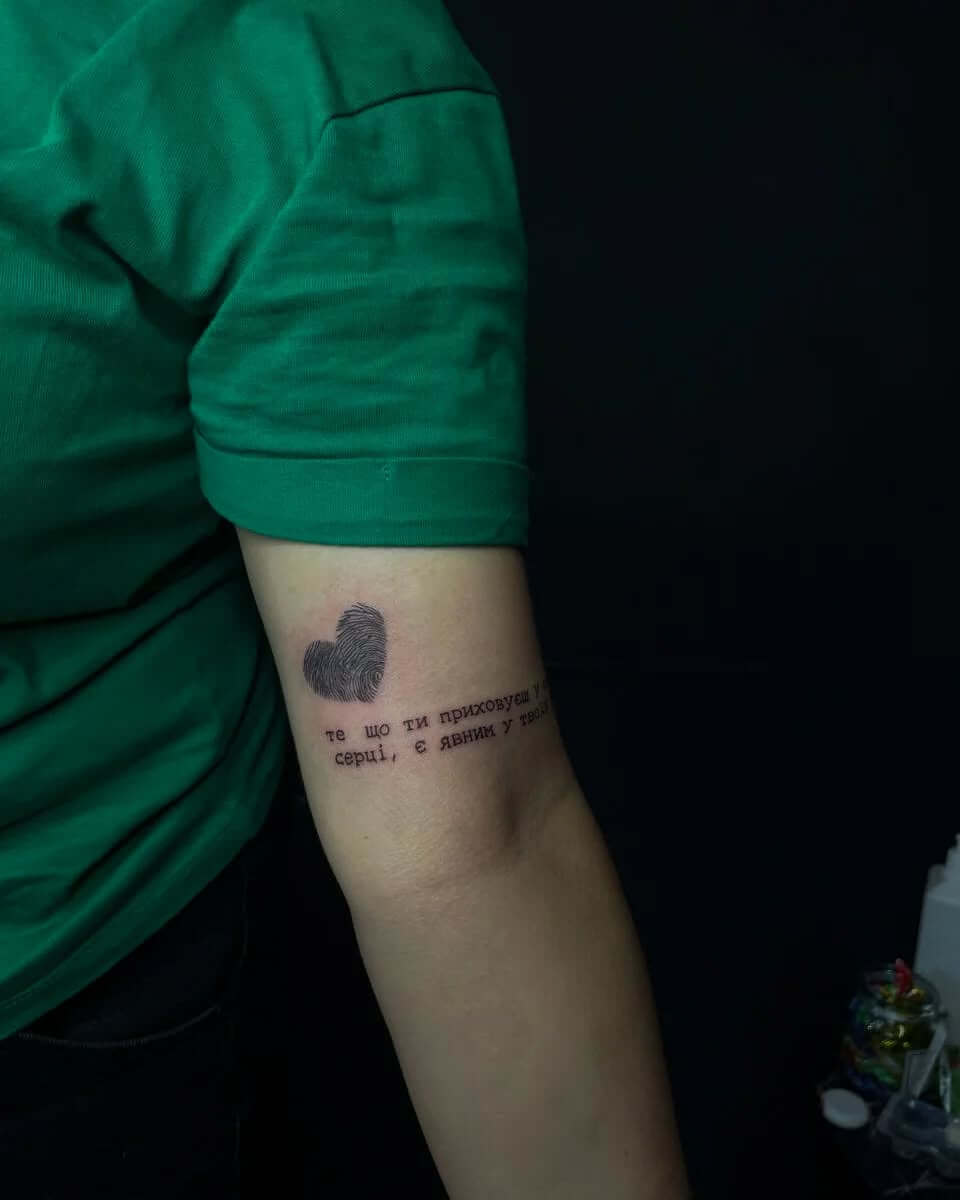 те що ти приховуєш у
серці, є явним у